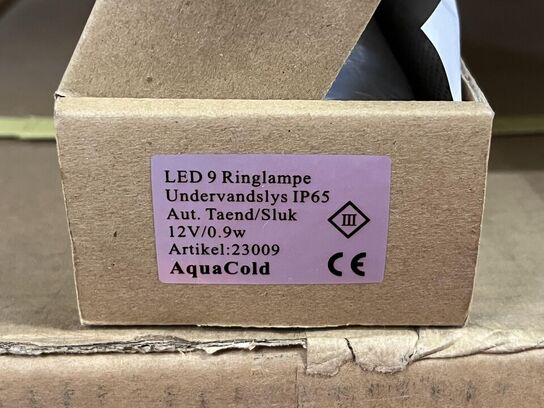 LED 9 Ringlampe
Undervandslys IP65
Aut. Taend/Sluk
12V/0.9w
Artikel:23009
AquaCold
III
CE